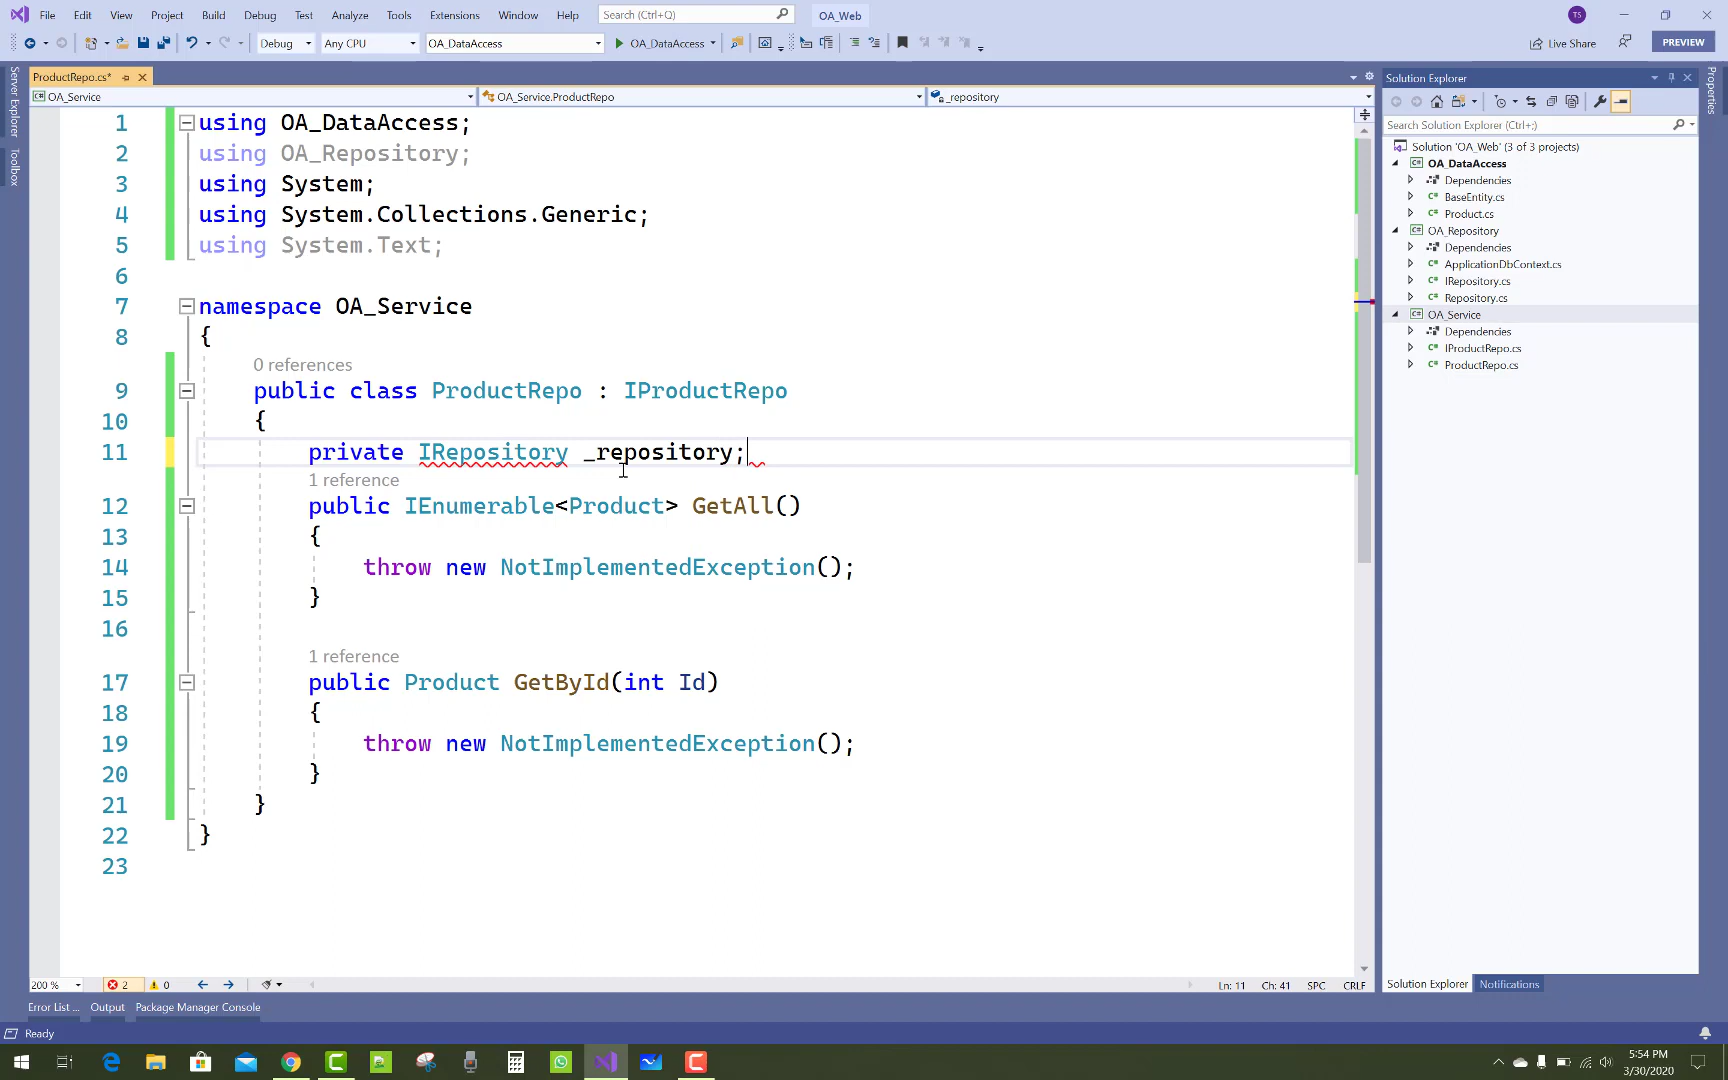 File Edit View Project Build Debug Test Analyze Tools Extensions Window Help Search (Ctrl+Q) OA_Web TS
Debug Any CPU OA_DataAccess OA_DataAccess Live Share PREVIEW
ProductRepo.cs*
OA_Service OA_Service.ProductRepo _repository
Server Explorer
Toolbox
1 using OA_DataAccess;
2 using OA_Repository;
3 using System;
4 using System.Collections.Generic;
5 using System.Text;
6
7 namespace OA_Service
8 {
0 references
9 public class ProductRepo : IProductRepo
10 {
11 private IRepository _repository;
1 reference
12 public IEnumerable<Product> GetAll()
13 {
14 throw new NotImplementedException();
15 }
16
1 reference
17 public Product GetById(int Id)
18 {
19 throw new NotImplementedException();
20 }
21 }
22 }
23
200 % 2 0 Ln: 11 Ch: 41 SPC CRLF
Error List ... Output Package Manager Console
Ready
Solution Explorer
Search Solution Explorer (Ctrl+;)
Solution 'OA_Web' (3 of 3 projects)
OA_DataAccess
Dependencies
BaseEntity.cs
Product.cs
OA_Repository
Dependencies
ApplicationDbContext.cs
IRepository.cs
Repository.cs
OA_Service
Dependencies
IProductRepo.cs
ProductRepo.cs
Solution Explorer Notifications
Properties
5:54 PM
3/30/2020